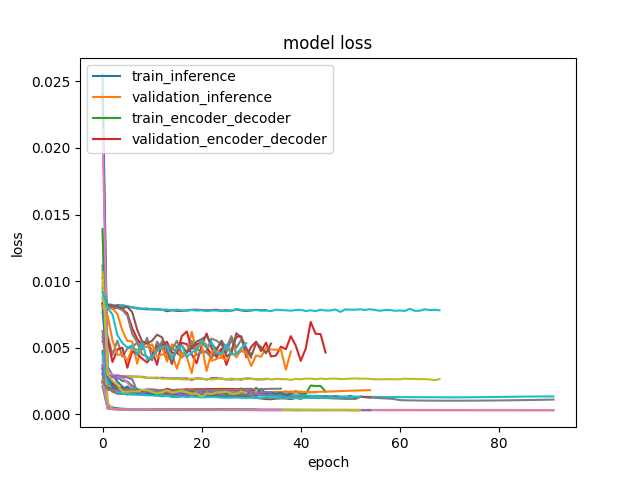 model loss
train_inference
validation_inference
train_encoder_decoder
validation_encoder_decoder
0.025
0.020
0.015
0.010
0.005
0.000
loss
0
20
40
60
80
epoch